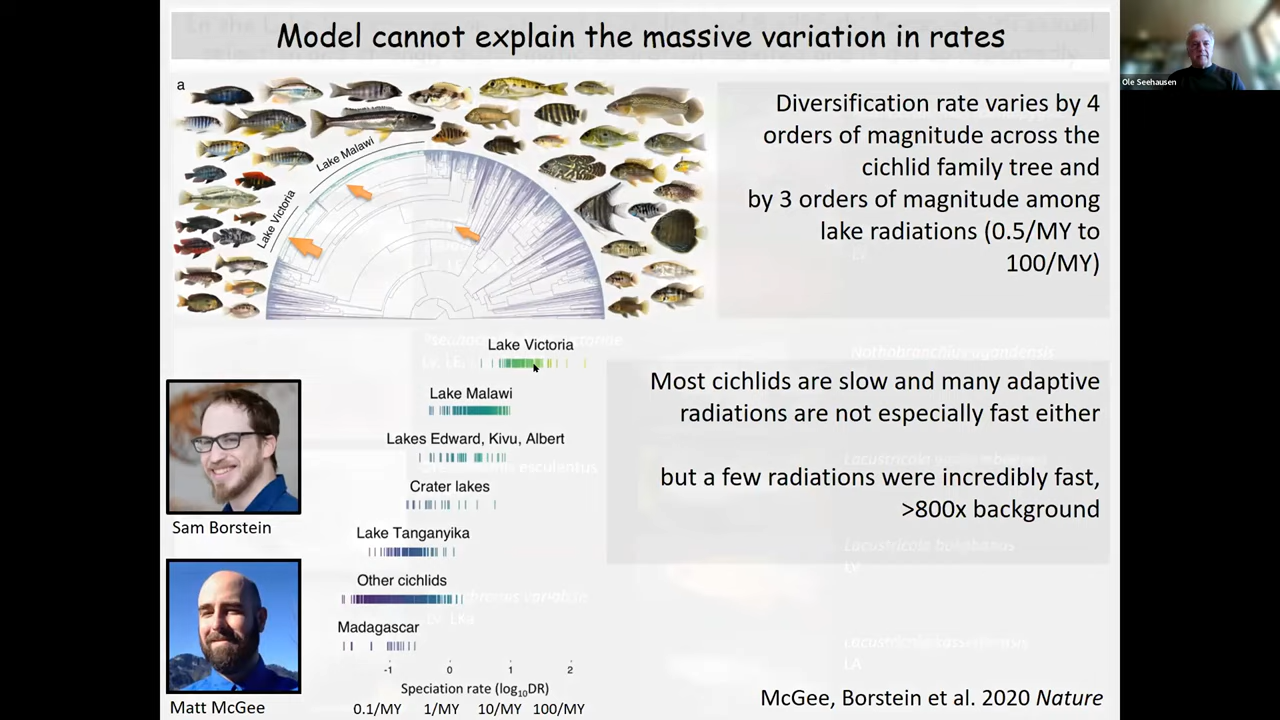 Model cannot explain the massive variation in rates
Ole Seehausen
a
Lake Malawi
Lake Victoria
Diversification rate varies by 4
orders of magnitude across the
cichlid family tree and
by 3 orders of magnitude among
lake radiations (0.5/MY to
100/MY)
Lake Victoria
Lake Malawi
Lakes Edward, Kivu, Albert
Crater lakes
Lake Tanganyika
Other cichlids
Madagascar
-1 0 1 2
Speciation rate (log10DR)
0.1/MY 1/MY 10/MY 100/MY
Most cichlids are slow and many adaptive
radiations are not especially fast either
but a few radiations were incredibly fast,
>800x background
Sam Borstein
Matt McGee
McGee, Borstein et al. 2020 Nature